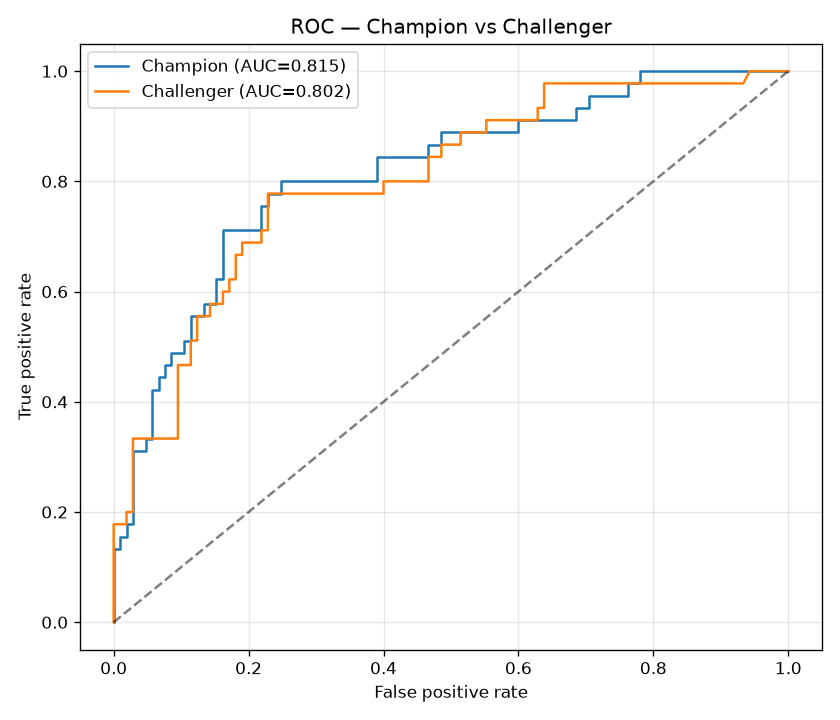 ROC — Champion vs Challenger
Champion (AUC=0.815)
Challenger (AUC=0.802)
True positive rate
1.0
0.8
0.6
0.4
0.2
0.0
0.0 0.2 0.4 0.6 0.8 1.0
False positive rate